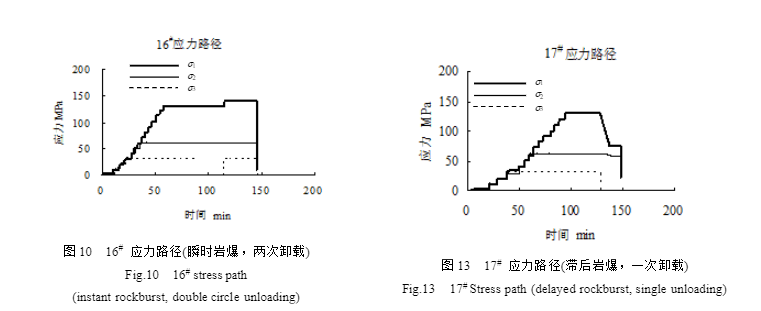 16#应力路径
200
150
100
50
0
应力 MPa
σ1
σ2
σ3
0 50 100 150 200
时间 min
图 10 16# 应力路径(瞬时岩爆，两次卸载)
Fig.10 16# stress path
(instant rockburst, double circle unloading)
17#应力路径
200
150
100
50
0
应力 MPa
σ1
σ2
σ3
0 50 100 150 200
时间 min
图 13 17# 应力路径(滞后岩爆，一次卸载)
Fig.13 17# Stress path (delayed rockburst, single unloading)